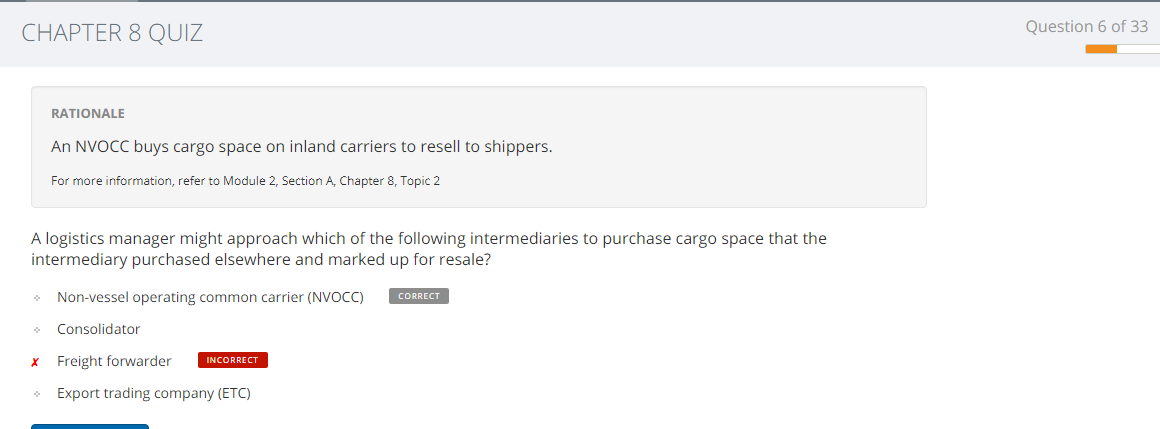 CHAPTER 8 QUIZ
Question 6 of 33
RATIONALE
An NVOCC buys cargo space on inland carriers to resell to shippers.
For more information, refer to Module 2, Section A, Chapter 8, Topic 2
A logistics manager might approach which of the following intermediaries to purchase cargo space that the
intermediary purchased elsewhere and marked up for resale?
Non-vessel operating common carrier (NVOCC) CORRECT
Consolidator
Freight forwarder INCORRECT
Export trading company (ETC)